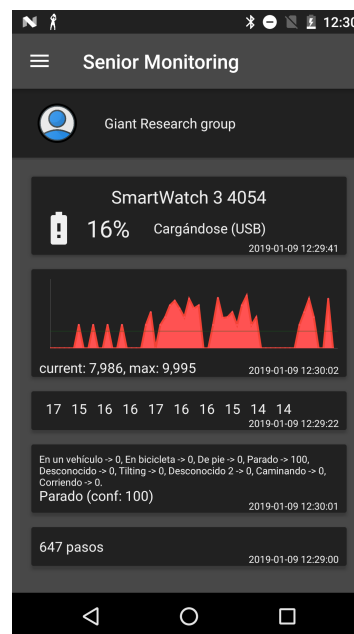 12:30
Senior Monitoring
Giant Research group
SmartWatch 3 4054
16% Cargándose (USB)
2019-01-09 12:29:41
current: 7,986, max: 9,995
2019-01-09 12:30:02
17 15 16 16 17 16 16 15 14 14
2019-01-09 12:29:22
En un vehículo -> 0, En bicicleta -> 0, De pie -> 0, Parado -> 100,
Desconocido -> 0, Tilting -> 0, Desconocido 2 -> 0, Caminando -> 0,
Corriendo -> 0.
Parado (conf: 100)
2019-01-09 12:30:01
647 pasos
2019-01-09 12:29:00